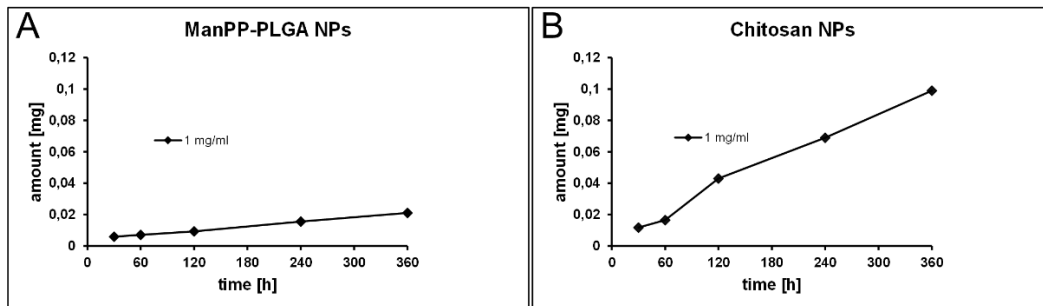 A
ManPP-PLGA NPs
0,12
0,1
0,08
0,06
0,04
0,02
0
amount [mg]
1 mg/ml
0 60 120 180 240 300 360
time [h]
B
Chitosan NPs
0,12
0,1
0,08
0,06
0,04
0,02
0
amount [mg]
1 mg/ml
0 60 120 180 240 300 360
time [h]